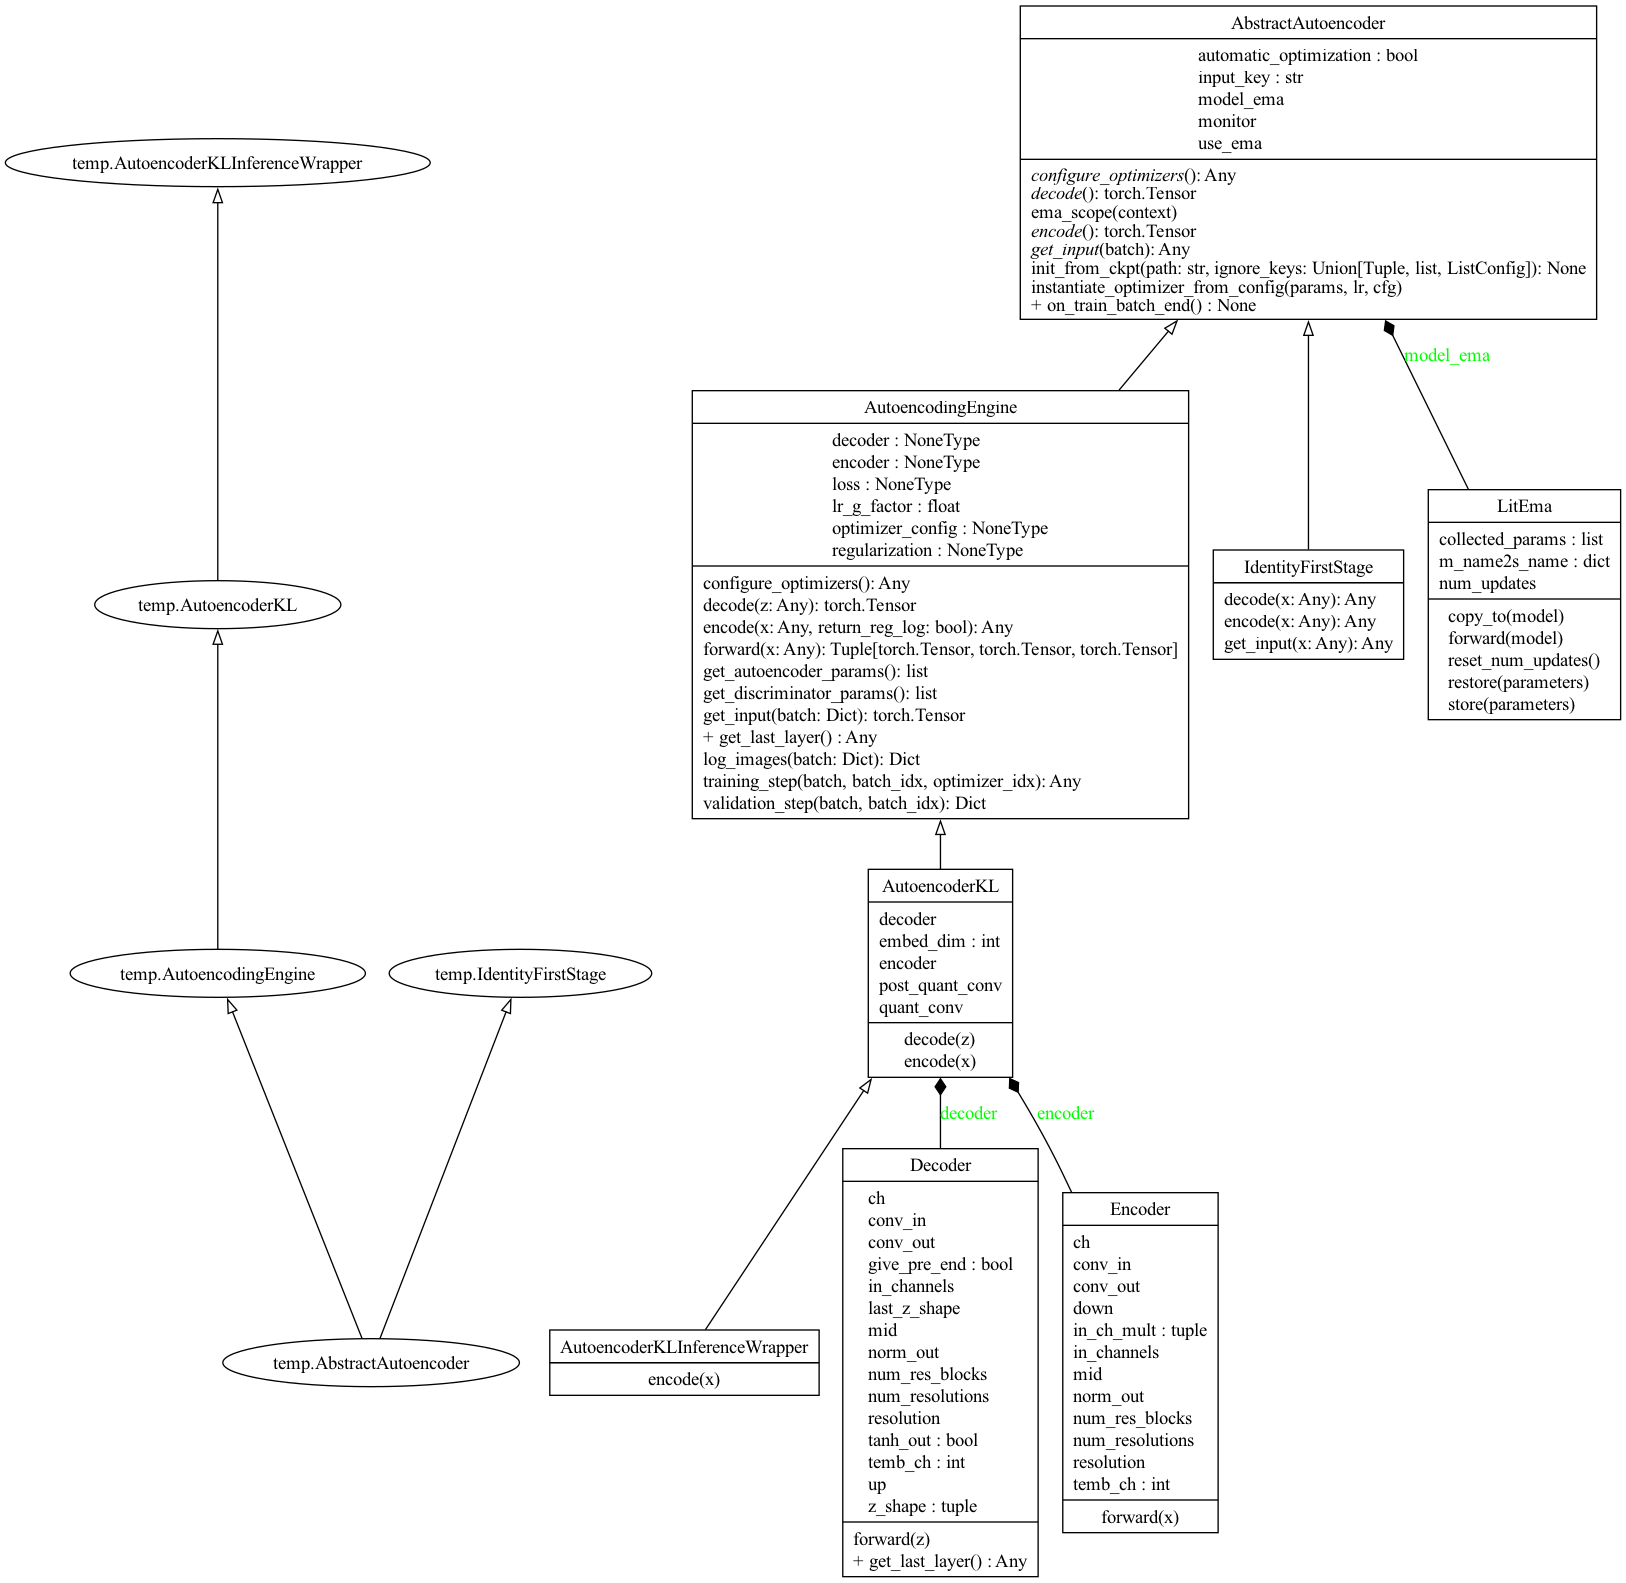 AbstractAutoencoder
automatic_optimization : bool
input_key : str
model_ema
monitor
use_ema
configure_optimizers(): Any
decode(): torch.Tensor
ema_scope(context)
encode(): torch.Tensor
get_input(batch): Any
init_from_ckpt(path: str, ignore_keys: Union[Tuple, list, ListConfig]): None
instantiate_optimizer_from_config(params, lr, cfg)
+ on_train_batch_end() : None
temp.AutoencoderKLInferenceWrapper
model_ema
AutoencodingEngine
decoder : NoneType
encoder : NoneType
loss : NoneType
lr_g_factor : float
optimizer_config : NoneType
regularization : NoneType
configure_optimizers(): Any
decode(z: Any): torch.Tensor
encode(x: Any, return_reg_log: bool): Any
forward(x: Any): Tuple[torch.Tensor, torch.Tensor, torch.Tensor]
get_autoencoder_params(): list
get_discriminator_params(): list
get_input(batch: Dict): torch.Tensor
+ get_last_layer() : Any
log_images(batch: Dict): Dict
training_step(batch, batch_idx, optimizer_idx): Any
validation_step(batch, batch_idx): Dict
IdentityFirstStage
decode(x: Any): Any
encode(x: Any): Any
get_input(x: Any): Any
LitEma
collected_params : list
m_name2s_name : dict
num_updates
copy_to(model)
forward(model)
reset_num_updates()
restore(parameters)
store(parameters)
temp.AutoencoderKL
AutoencoderKL
decoder
embed_dim : int
encoder
post_quant_conv
quant_conv
decode(z)
encode(x)
temp.AutoencodingEngine
temp.IdentityFirstStage
decoder
encoder
Decoder
ch
conv_in
conv_out
give_pre_end : bool
in_channels
last_z_shape
mid
norm_out
num_res_blocks
num_resolutions
resolution
tanh_out : bool
temb_ch : int
up
z_shape : tuple
forward(z)
+ get_last_layer() : Any
Encoder
ch
conv_in
conv_out
down
in_ch_mult : tuple
in_channels
mid
norm_out
num_res_blocks
num_resolutions
resolution
temb_ch : int
forward(x)
AutoencoderKLInferenceWrapper
encode(x)
temp.AbstractAutoencoder